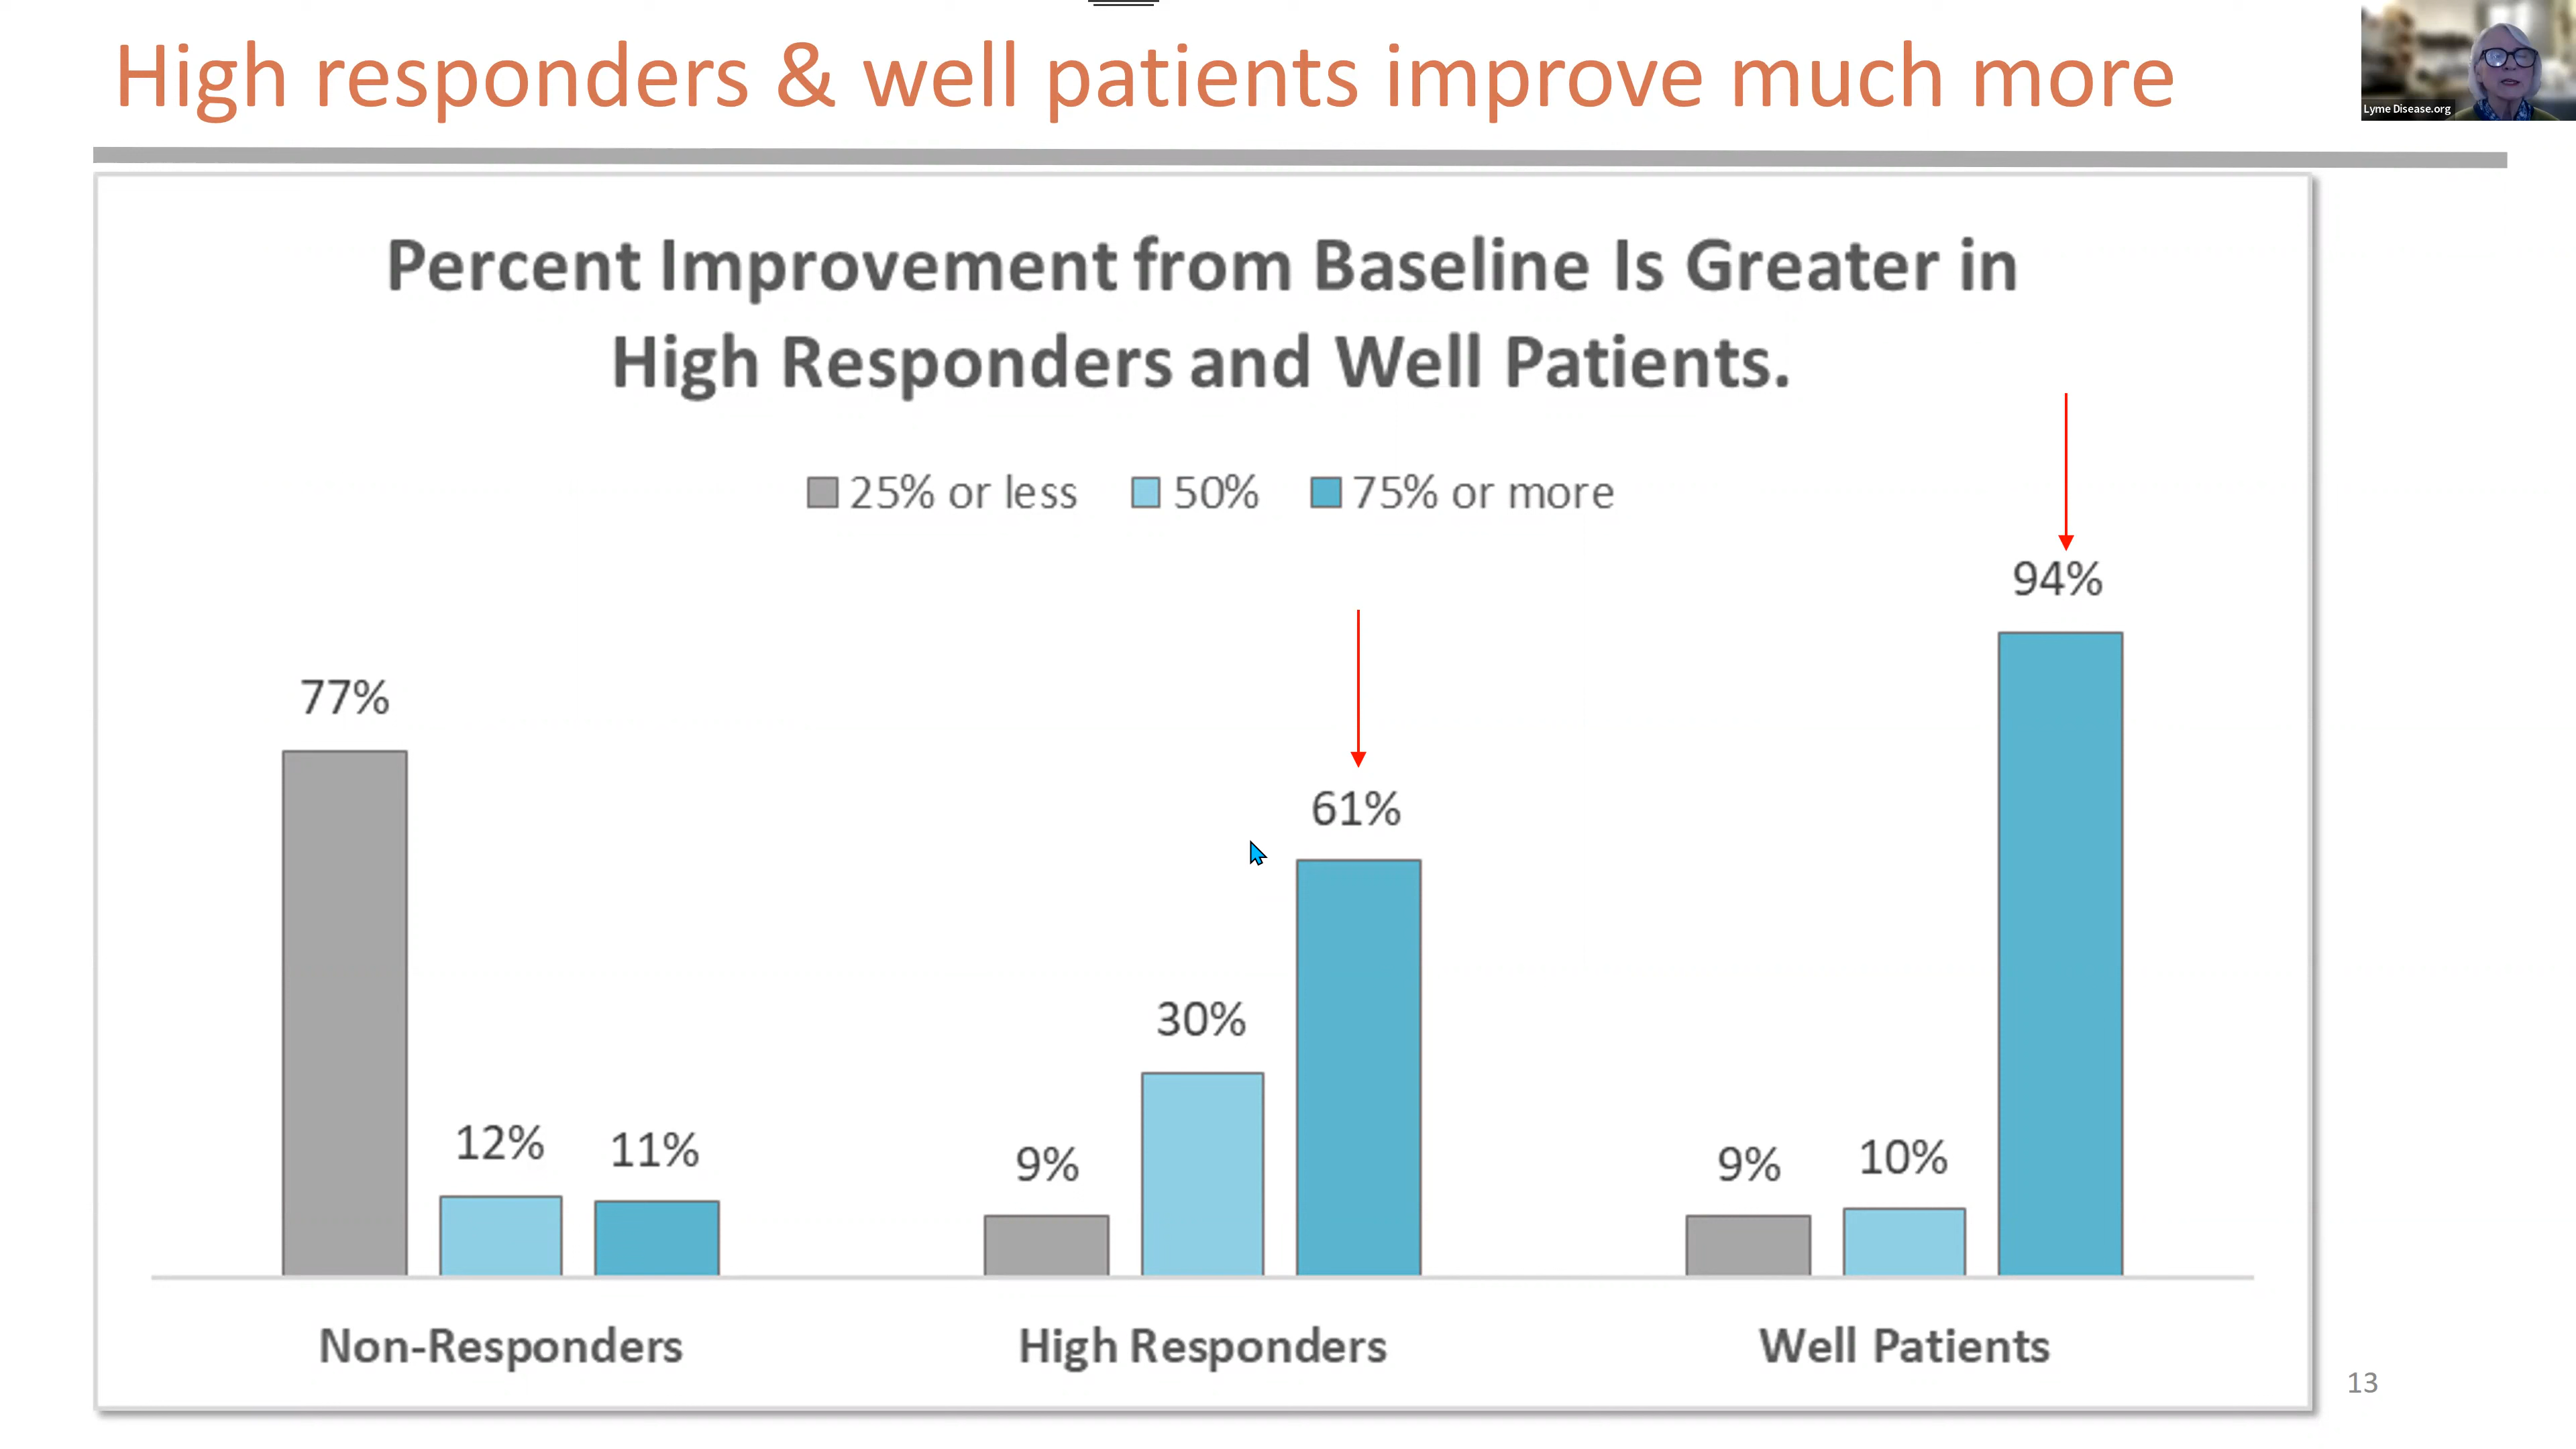 High responders & well patients improve much more
Lyme Disease.org
Percent Improvement from Baseline Is Greater in
High Responders and Well Patients.
25% or less 50% 75% or more
94%
77%
61%
30%
12% 11% 9% 9% 10%
Non-Responders High Responders Well Patients
13